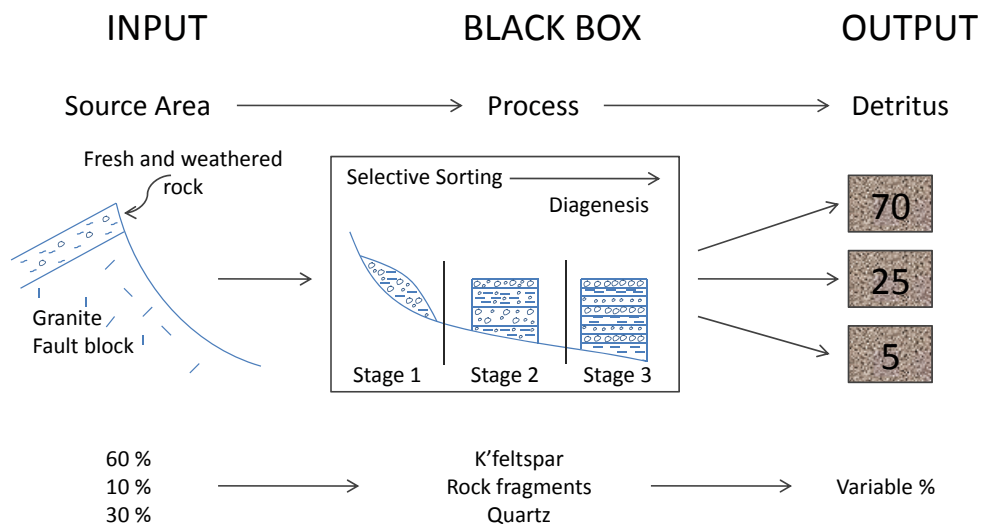 INPUT
BLACK BOX
OUTPUT
Source Area
Process
Detritus
Fresh and weathered
rock
Granite
Fault block
Selective Sorting
Diagenesis
Stage 1
Stage 2
Stage 3
70
25
5
60 %
10 %
30 %
K'feltspar
Rock fragments
Quartz
Variable %